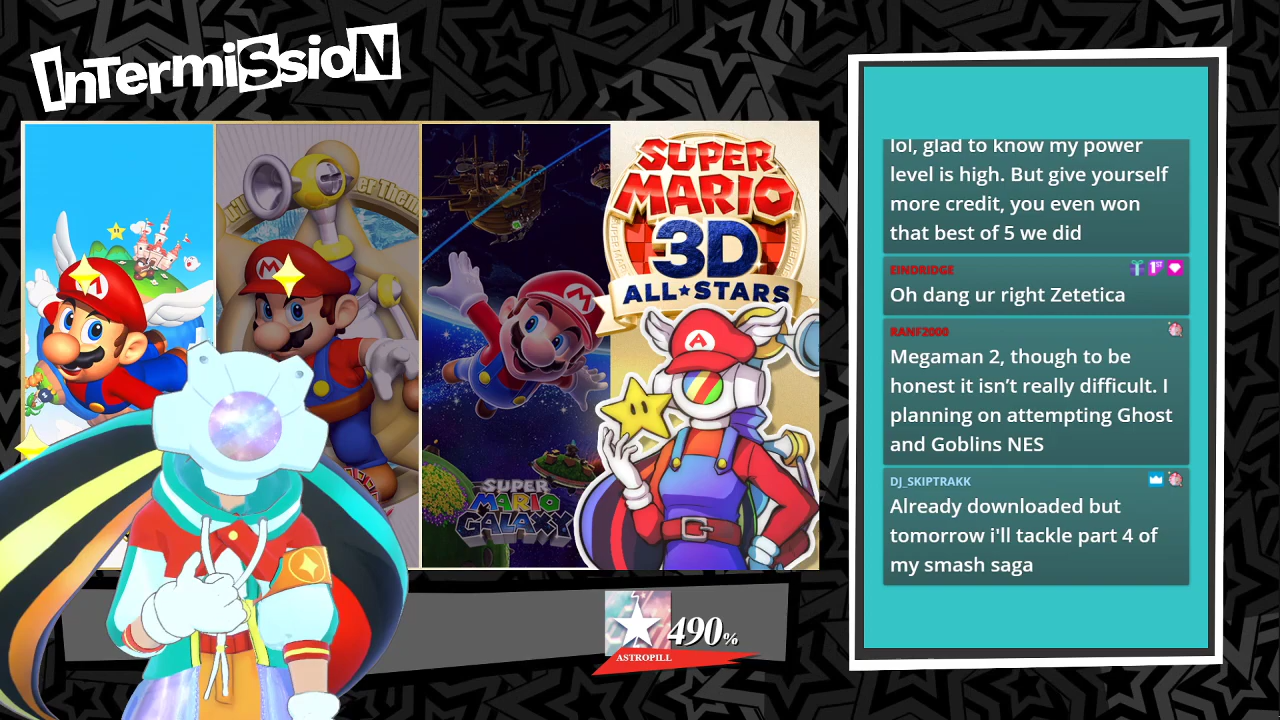 InTermiSsioN
SUPER
MARIO
3D
ALL★STARS
M
M
M
A
SUPER
MARIO
GALAXY
490%
ASTROPILL
lol, glad to know my power
level is high. But give yourself
more credit, you even won
that best of 5 we did
EINDRIDGE
1ST
Oh dang ur right Zetetica
RANF2000
Megaman 2, though to be
honest it isn't really difficult. I
planning on attempting Ghost
and Goblins NES
DJ_SKIPTRAKK
Already downloaded but
tomorrow i'll tackle part 4 of
my smash saga